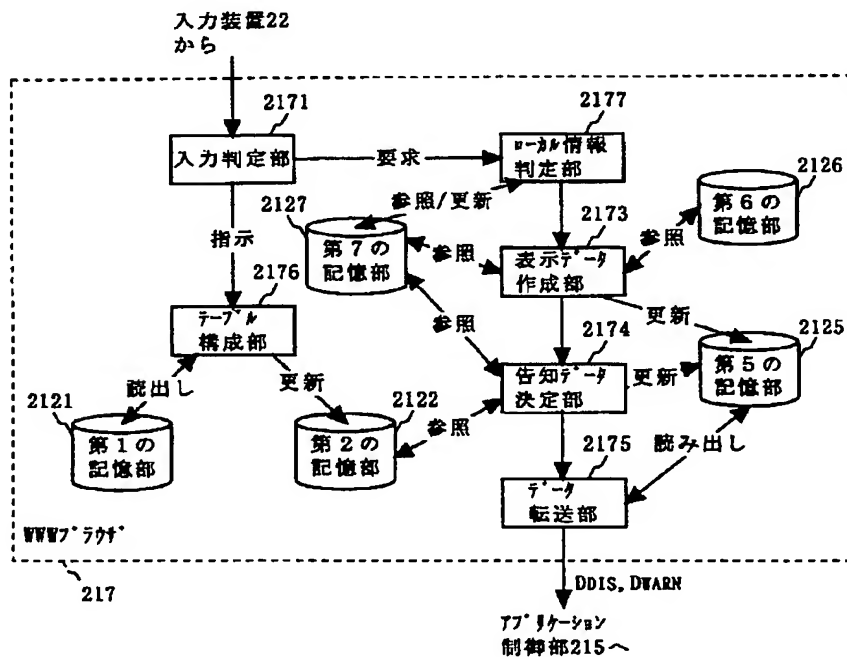 入力装置22
から
2171
2177
入力判定部
要求
ローカル情報
判定部
2127
参照/更新
2126
第6の
記憶部
指示
第7の
記憶部
参照
2173
参照
表示データ
作成部
2176
テーブル
構成部
参照
2174
更新
2125
第5の
記憶部
告知データ
決定部
更新
読出し
更新
2121
第1の
記憶部
2122
第2の
記憶部
参照
2175
読み出し
データ
転送部
WWWブラウザ
217
DDIS, DWARN
アプリケーション
制御部215へ